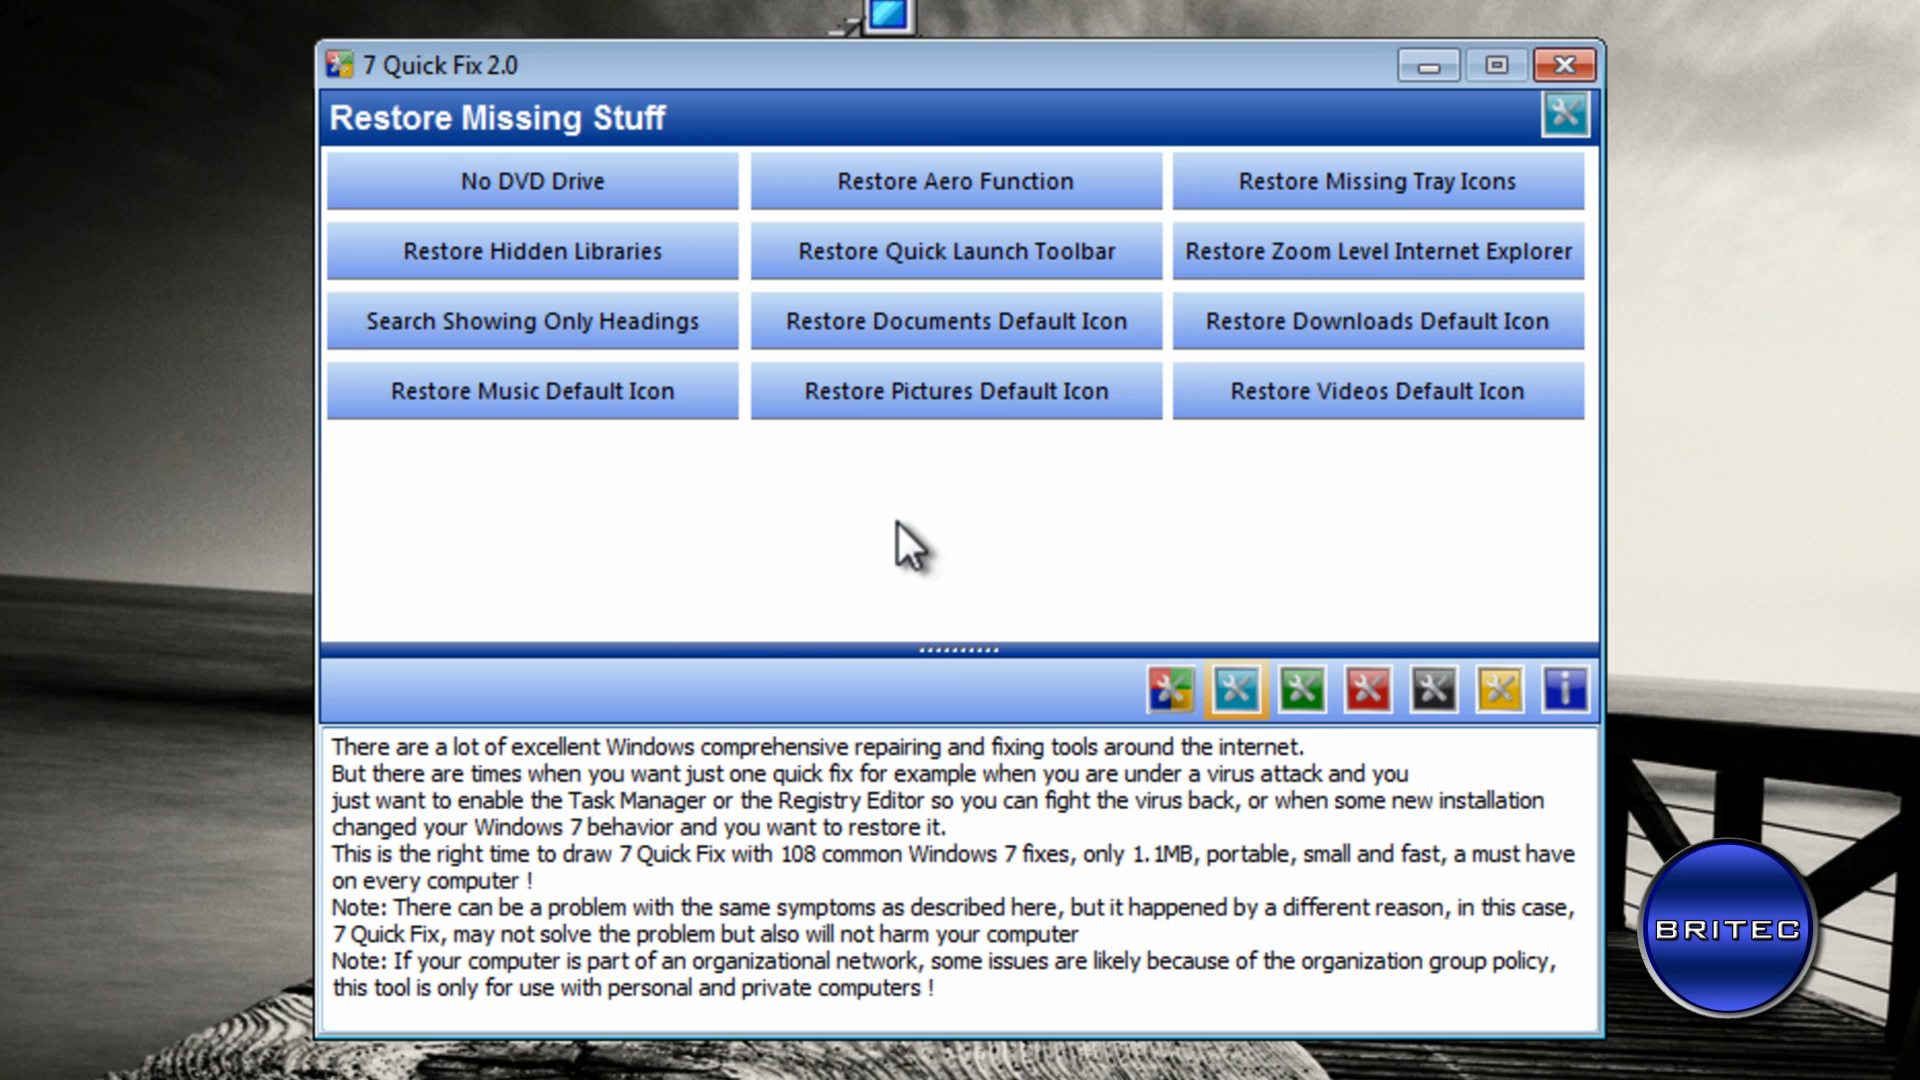 7 Quick Fix 2.0
Restore Missing Stuff
No DVD Drive
Restore Aero Function
Restore Missing Tray Icons
Restore Hidden Libraries
Restore Quick Launch Toolbar
Restore Zoom Level Internet Explorer
Search Showing Only Headings
Restore Documents Default Icon
Restore Downloads Default Icon
Restore Music Default Icon
Restore Pictures Default Icon
Restore Videos Default Icon
There are a lot of excellent Windows comprehensive repairing and fixing tools around the internet.
But there are times when you want just one quick fix for example when you are under a virus attack and you
just want to enable the Task Manager or the Registry Editor so you can fight the virus back, or when some new installation
changed your Windows 7 behavior and you want to restore it.
This is the right time to draw 7 Quick Fix with 108 common Windows 7 fixes, only 1.1MB, portable, small and fast, a must have
on every computer !
Note: There can be a problem with the same symptoms as described here, but it happened by a different reason, in this case,
7 Quick Fix, may not solve the problem but also will not harm your computer
Note: If your computer is part of an organizational network, some issues are likely because of the organization group policy,
this tool is only for use with personal and private computers !
BRITEC